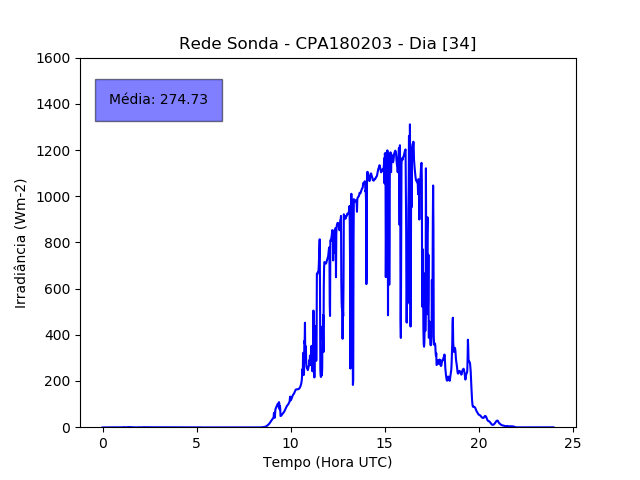 Rede Sonda - CPA180203 - Dia [34]
1600
1400
1200
1000
800
600
400
200
0
Irradiância (Wm-2)
Média: 274.73
0 5 10 15 20 25
Tempo (Hora UTC)